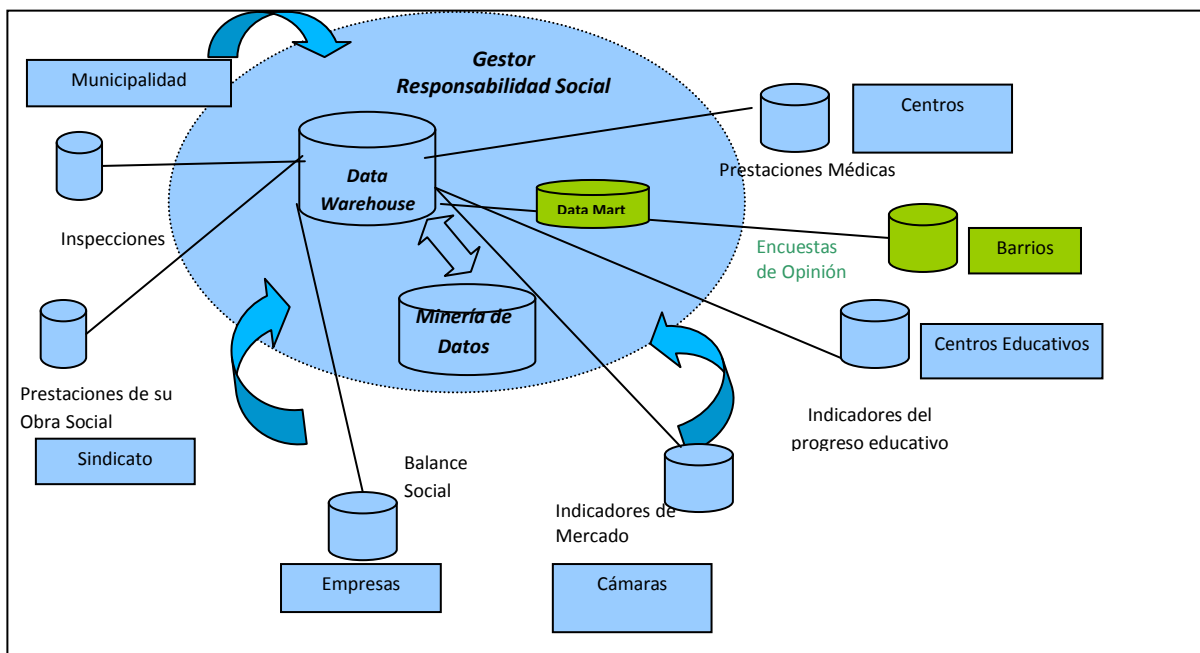 Gestor
Responsabilidad Social
Municipalidad
Centros
Prestaciones Médicas
Data
Warehouse
Data Mart
Inspecciones
Encuestas
de Opinión
Barrios
Minería de
Datos
Centros Educativos
Prestaciones de su
Obra Social
Sindicato
Indicadores del
progreso educativo
Balance
Social
Indicadores de
Mercado
Empresas
Cámaras